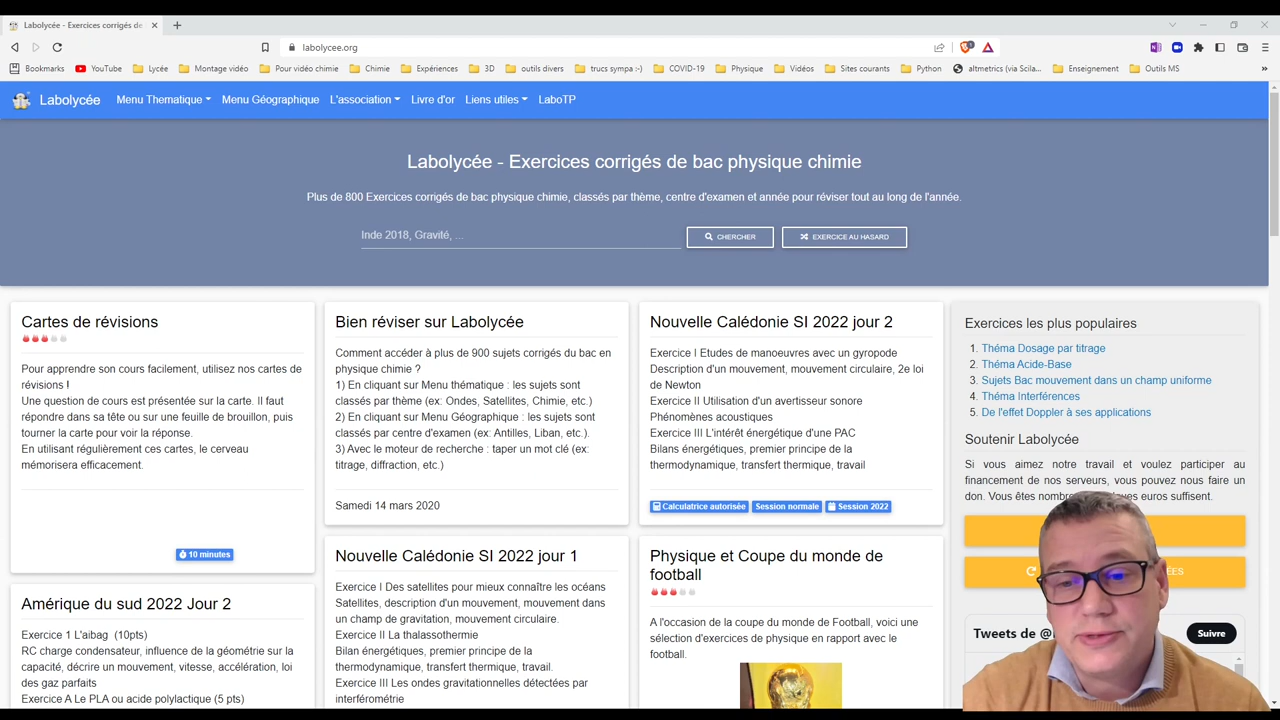 Labolycée - Exercices corrigés de
labolycee.org
1
Bookmarks YouTube Lycée Montage vidéo Pour vidéo chimie Chimie Expériences 3D outils divers trucs sympa :-) COVID-19 Physique Vidéos Sites courants Python altmetrics (via Scila... Enseignement Outils MS »
Labolycée Menu Thematique Menu Géographique L'association Livre d'or Liens utiles LaboTP
Labolycée - Exercices corrigés de bac physique chimie
Plus de 800 Exercices corrigés de bac physique chimie, classés par thème, centre d'examen et année pour réviser tout au long de l'année.
Inde 2018, Gravité, ... CHERCHER EXERCICE AU HASARD
Cartes de révisions
Pour apprendre son cours facilement, utilisez nos cartes de
révisions !
Une question de cours est présentée sur la carte. Il faut
répondre dans sa tête ou sur une feuille de brouillon, puis
tourner la carte pour voir la réponse.
En utilisant régulièrement ces cartes, le cerveau
mémorisera efficacement.
10 minutes
Amérique du sud 2022 Jour 2
Exercice 1 L'aibag (10pts)
RC charge condensateur, influence de la géométrie sur la
capacité, décrire un mouvement, vitesse, accélération, loi
des gaz parfaits
Exercice A Le PLA ou acide polylactique (5 pts)
Bien réviser sur Labolycée
Comment accéder à plus de 900 sujets corrigés du bac en
physique chimie ?
1) En cliquant sur Menu thématique : les sujets sont
classés par thème (ex: Ondes, Satellites, Chimie, etc.)
2) En cliquant sur Menu Géographique : les sujets sont
classés par centre d'examen (ex: Antilles, Liban, etc.).
3) Avec le moteur de recherche : taper un mot clé (ex:
titrage, diffraction, etc.)
Samedi 14 mars 2020
Nouvelle Calédonie SI 2022 jour 1
Exercice I Des satellites pour mieux connaître les océans
Satellites, description d'un mouvement, mouvement dans
un champ de gravitation, mouvement circulaire.
Exercice II La thalassothermie
Bilan énergétiques, premier principe de la
thermodynamique, transfert thermique, travail.
Exercice III Les ondes gravitationnelles détectées par
interférométrie
Nouvelle Calédonie SI 2022 jour 2
Exercice I Etudes de manoeuvres avec un gyropode
Description d'un mouvement, mouvement circulaire, 2e loi
de Newton
Exercice II Utilisation d'un avertisseur sonore
Phénomènes acoustiques
Exercice III L'intérêt énergétique d'une PAC
Bilans énergétiques, premier principe de la
thermodynamique, transfert thermique, travail
Calculatrice autorisée Session normale Session 2022
Physique et Coupe du monde de
football
A l'occasion de la coupe du monde de Football, voici une
sélection d'exercices de physique en rapport avec le
football.
Exercices les plus populaires
1. Théma Dosage par titrage
2. Théma Acide-Base
3. Sujets Bac mouvement dans un champ uniforme
4. Théma Interférences
5. De l'effet Doppler à ses applications
Soutenir Labolycée
Si vous aimez notre travail et voulez participer au
financement de nos serveurs, vous pouvez nous faire un
don. Vous êtes euros suffisent.
Tweets de Suivre